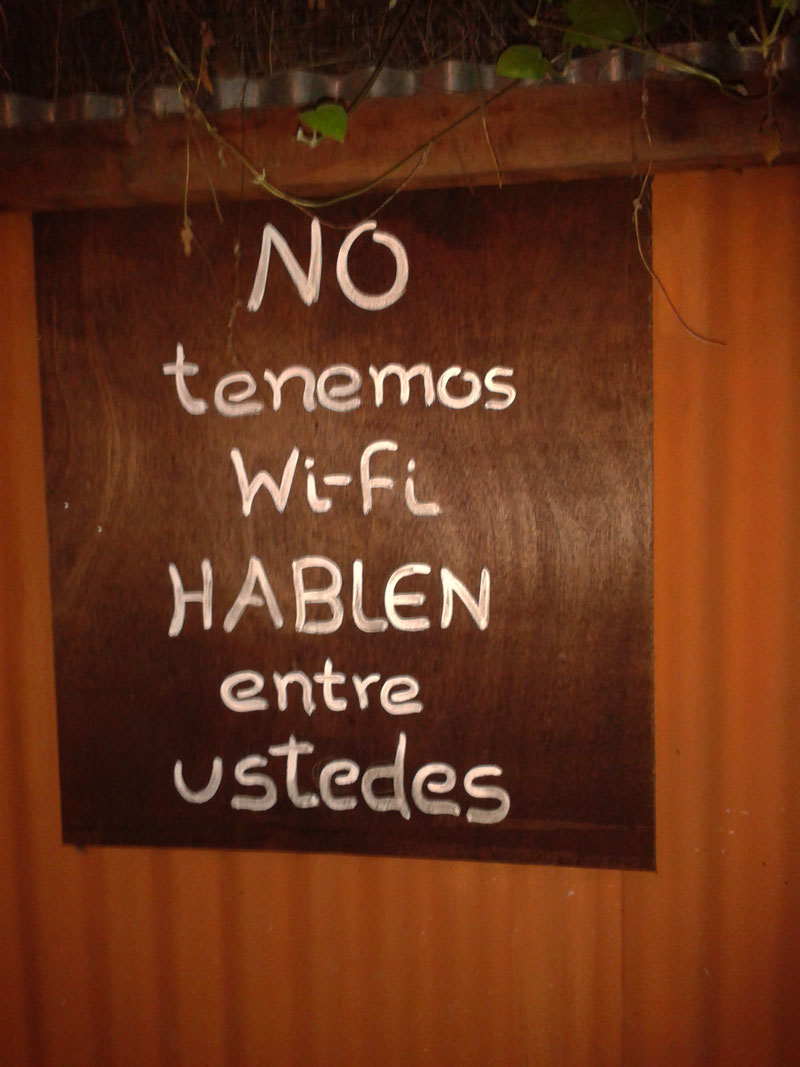 NO
tenemos
Wi-Fi
HABLEN
entre
ustedes